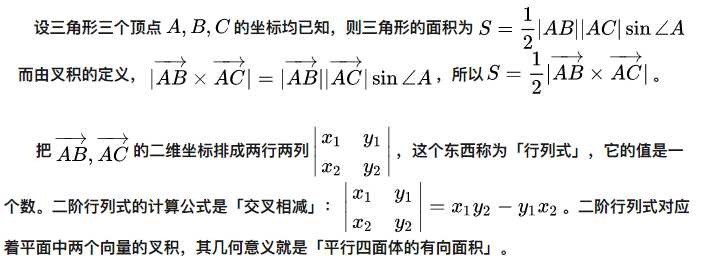 设三角形三个顶点 A, B, C 的坐标均已知，则三角形的面积为 $S = \frac{1}{2}|AB||AC|\sin\angle A$
而由叉积的定义，$|\overrightarrow{AB} \times \overrightarrow{AC}| = |\overrightarrow{AB}||\overrightarrow{AC}|\sin\angle A$，所以 $S = \frac{1}{2}|\overrightarrow{AB} \times \overrightarrow{AC}|$ 。
把 $\overrightarrow{AB}, \overrightarrow{AC}$ 的二维坐标排成两行两列 $\begin{vmatrix} x_1 & y_1 \\ x_2 & y_2 \end{vmatrix}$，这个东西称为「行列式」，它的值是一
个数。二阶行列式的计算公式是「交叉相减」：$\begin{vmatrix} x_1 & y_1 \\ x_2 & y_2 \end{vmatrix} = x_1y_2 - y_1x_2$ 。二阶行列式对应
着平面中两个向量的叉积，其几何意义就是「平行四面体的有向面积」。